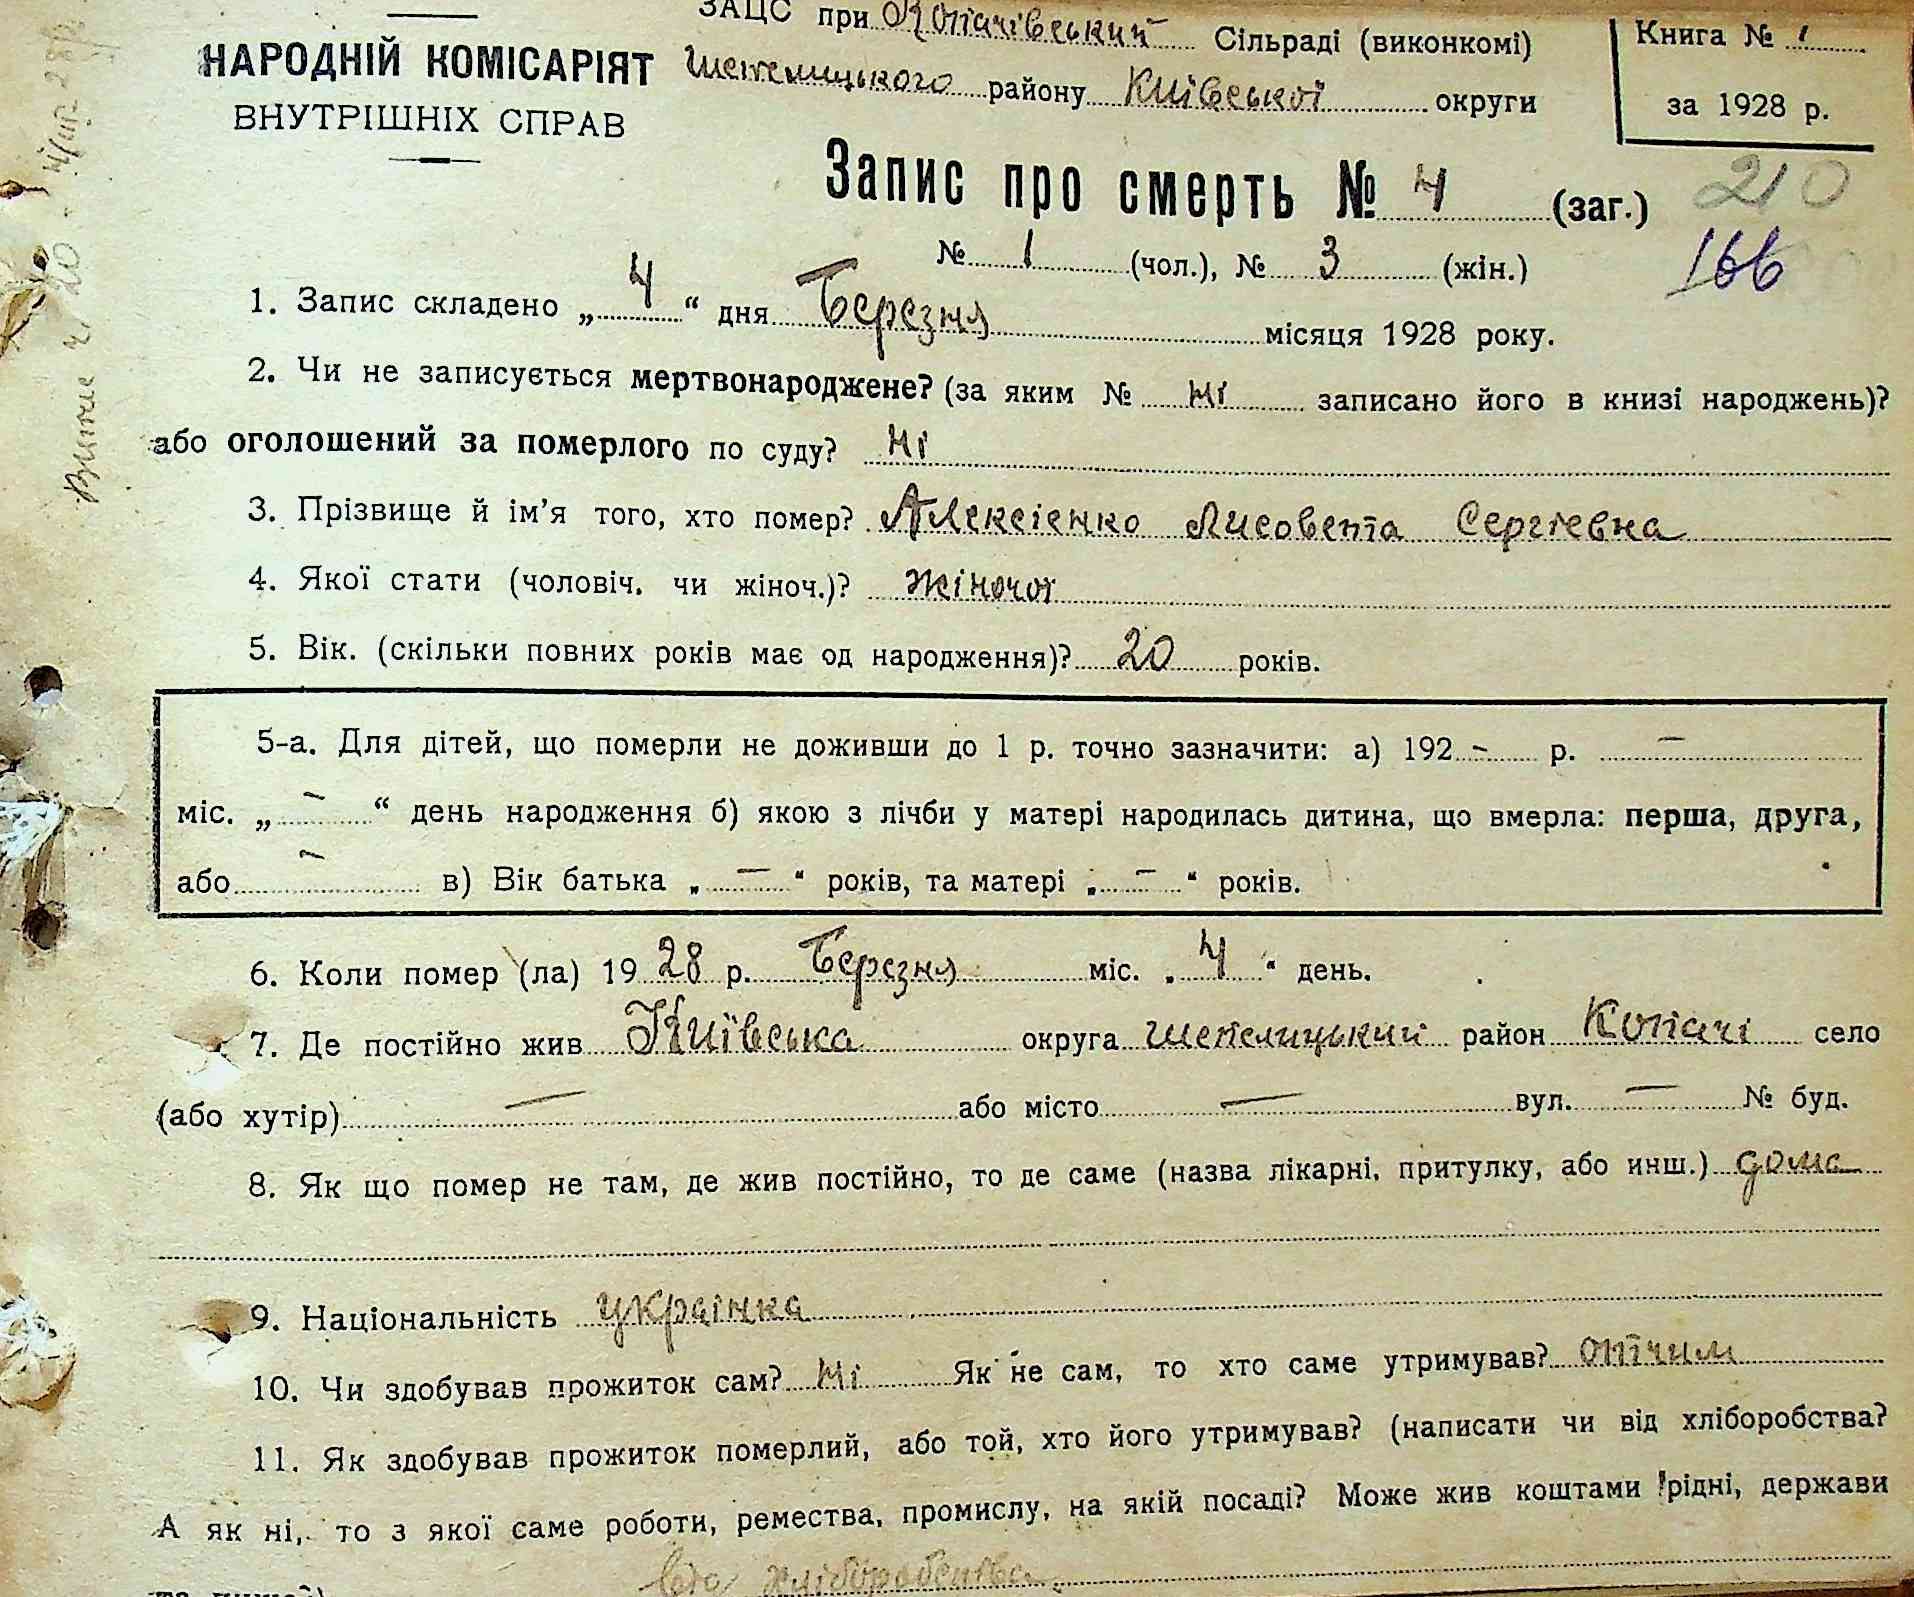 ЗАЦС при Копачівський Сільраді (виконкомі)
Книга № 1
НАРОДНІЙ КОМІСАРІЯТ
Шепелицького району Київської округи
за 1928 р.
ВНУТРІШНІХ СПРАВ
Запис про смерть № 4 (заг.)
210
№ 1 (чол.), № 3 (жін.)
166
1. Запис складено „4“ дня Березня місяця 1928 року.
2. Чи не записується мертвонароджене? (за яким № ні записано його в книзі народжень)?
або оголошений за померлого по суду? ні
3. Прізвище й ім’я того, хто помер? Алексієнко Лисовета Сергіевна
4. Якої стати (чоловіч. чи жіноч.)? жіночої
5. Вік. (скільки повних років має од народження)? 20 років.
5-а. Для дітей, що померли не доживши до 1 р. точно зазначити: а) 192 - р. —
міс. „ — “ день народження б) якою з лічби у матері народилась дитина, що вмерла: перша, друга,
або — в) Вік батька „ — “ років, та матері „ — “ років.
6. Коли помер (ла) 1928 р. Березня міс. „4“ день.
7. Де постійно жив Київська округа Шепелицький район Копачі село
(або хутір) — або місто — вул. — № буд.
8. Як що помер не там, де жив постійно, то де саме (назва лікарні, притулку, або инш.) дома
9. Національність українка
10. Чи здобував прожиток сам? ні Як не сам, то хто саме утримував? отчим
11. Як здобував прожиток померлий, або той, хто його утримував? (написати чи від хліборобства?
А як ні, то з якої саме роботи, ремества, промислу, на якій посаді? Може жив коштами рідні, держави
від хліборобства